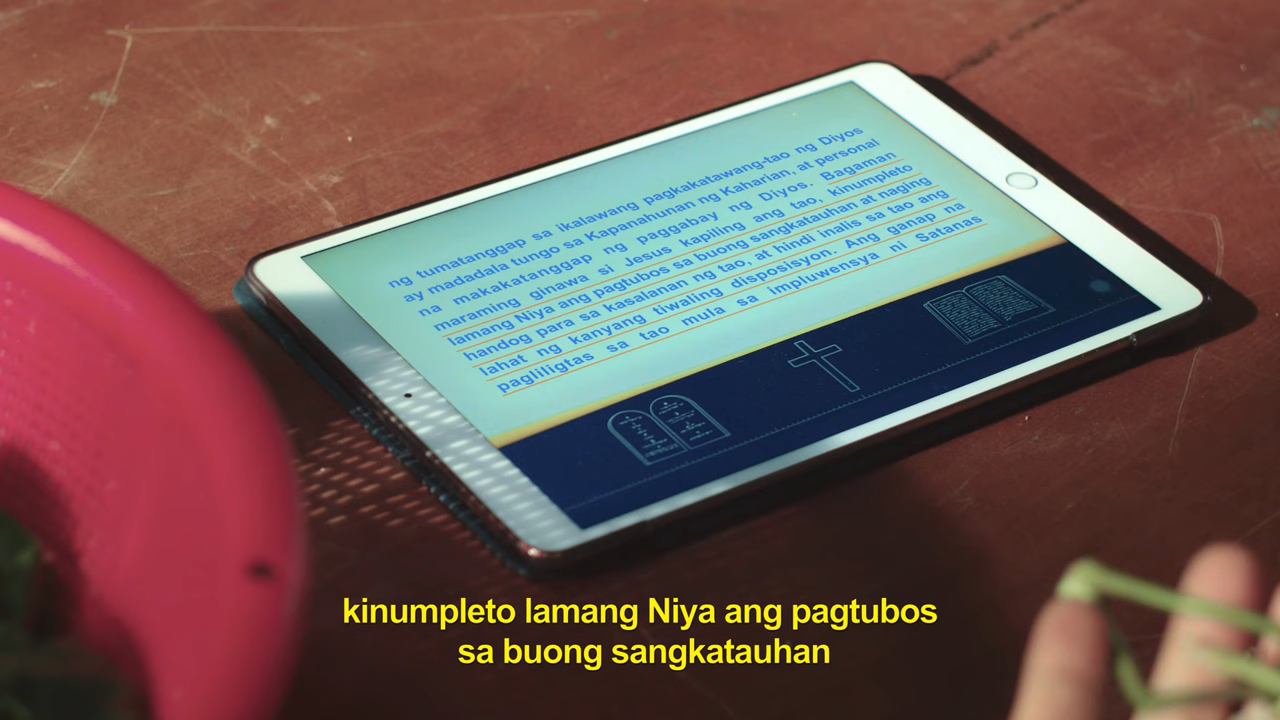 ng tumatanggap sa ikalawang pagkakatawang-tao ng Diyos
ay madadala tungo sa Kapanahunan ng Kaharian, at personal
na makakatanggap ng paggabay ng Diyos. Bagaman
maraming ginawa si Jesus kapiling ang tao, kinumpleto
lamang Niya ang pagtubos sa buong sangkatauhan at naging
handog para sa kasalanan ng tao, at hindi inalis sa tao ang
lahat ng kanyang tiwaling disposisyon. Ang ganap na
pagliligtas sa tao mula sa impluwensya ni Satanas
kinumpleto lamang Niya ang pagtubos
sa buong sangkatauhan